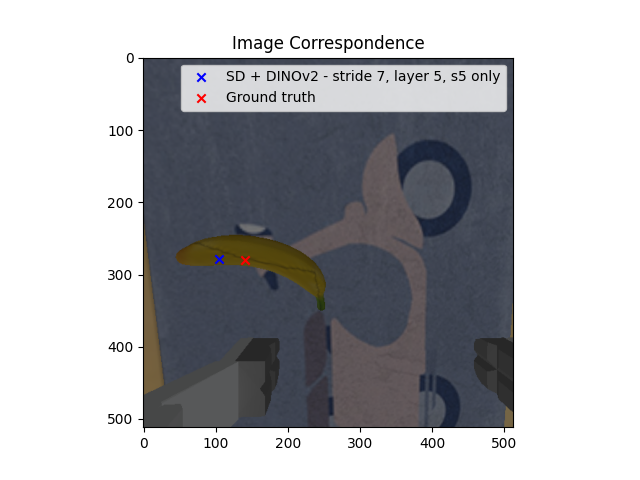 Image Correspondence
SD + DINOv2 - stride 7, layer 5, s5 only
Ground truth
0
100
200
300
400
500
0 100 200 300 400 500